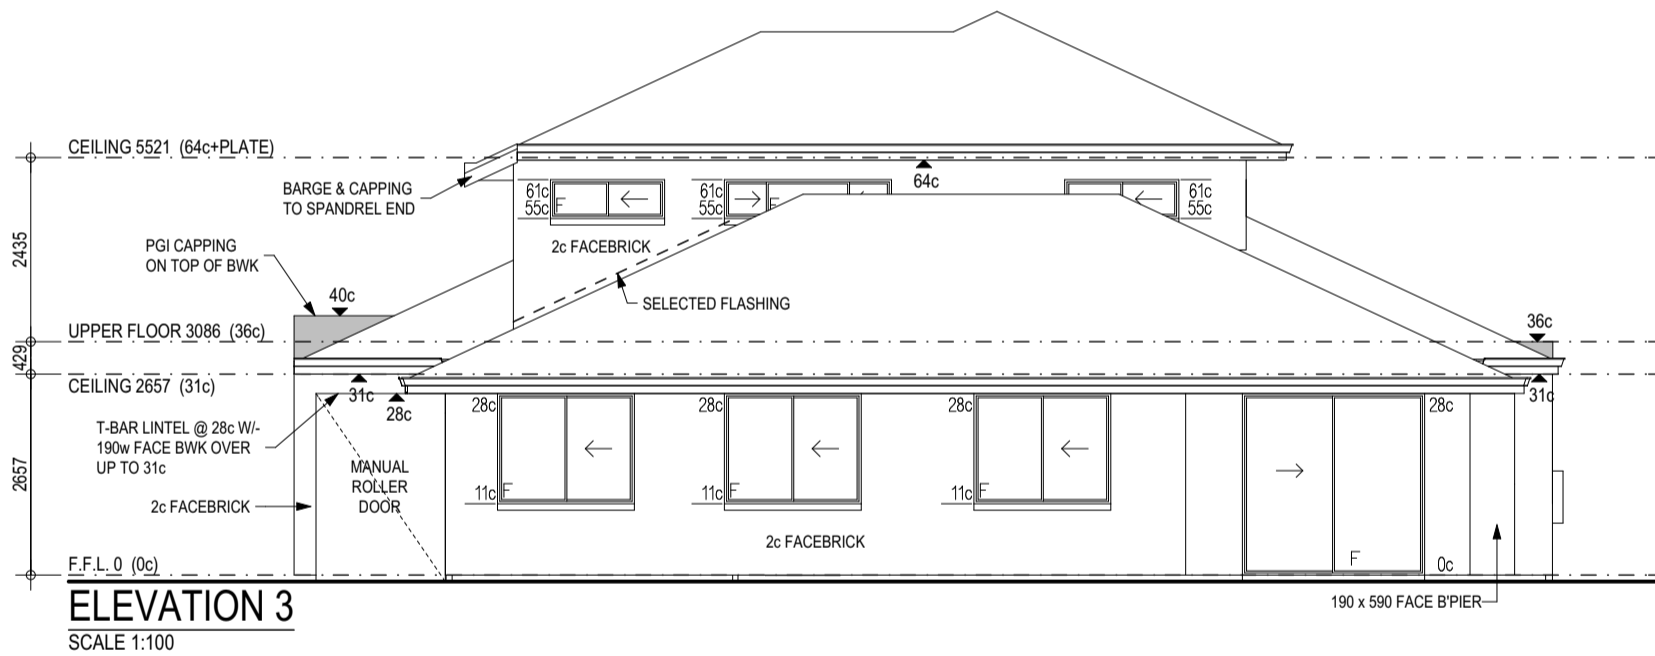 CEILING 5521 (64c+PLATE)
64c
BARGE & CAPPING
TO SPANDREL END
61c
55c
F
61c
55c
F
61c
55c
2435
PGI CAPPING
ON TOP OF BWK
2c FACEBRICK
SELECTED FLASHING
40c
UPPER FLOOR 3086 (36c)
36c
429
CEILING 2657 (31c)
31c
28c
31c
T-BAR LINTEL @ 28c W/-
190w FACE BWK OVER
UP TO 31c
28c
28c
28c
28c
2657
MANUAL
ROLLER
DOOR
11c
F
11c
F
11c
F
2c FACEBRICK
2c FACEBRICK
F
F.F.L. 0 (0c)
0c
190 x 590 FACE B'PIER
ELEVATION 3
SCALE 1:100